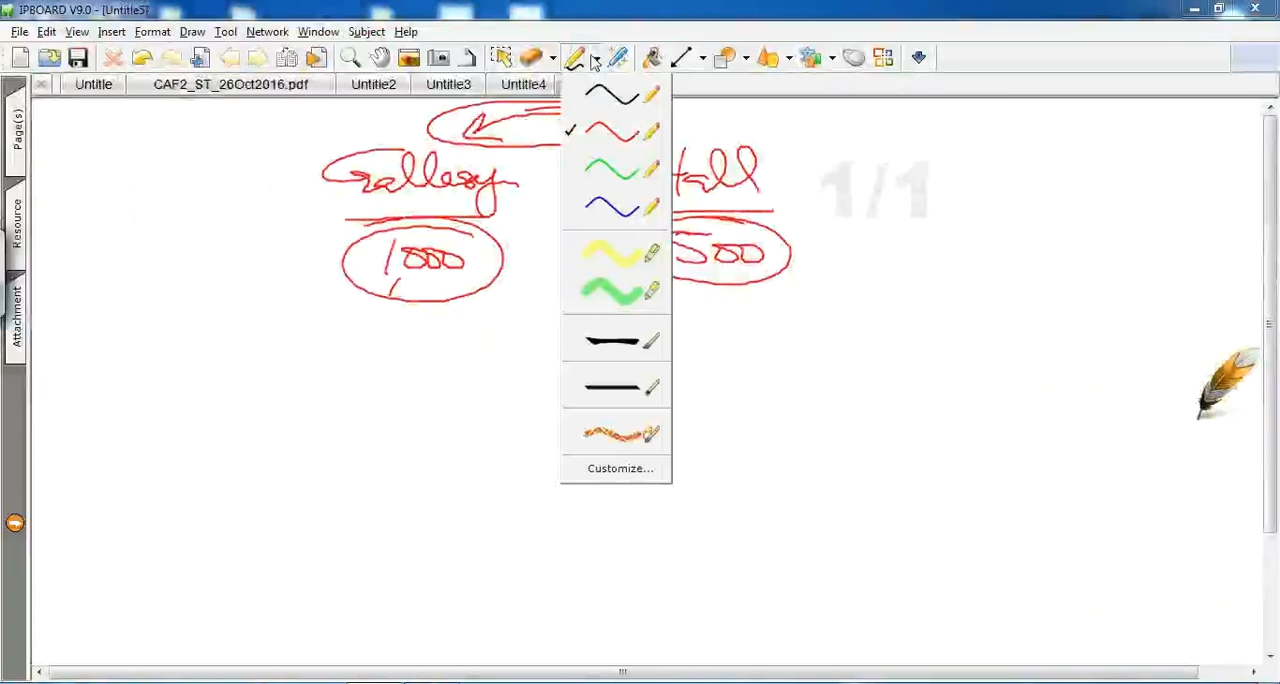 IPBOARD V9.0 - [Untitle5]
File Edit View Insert Format Draw Tool Network Window Subject Help
Untitle CAF2_ST_26Oct2016.pdf Untitle2 Untitle3 Untitle4
Page(s)
Resource
Attachment
Gallery
1000
500
1/1
Customize...